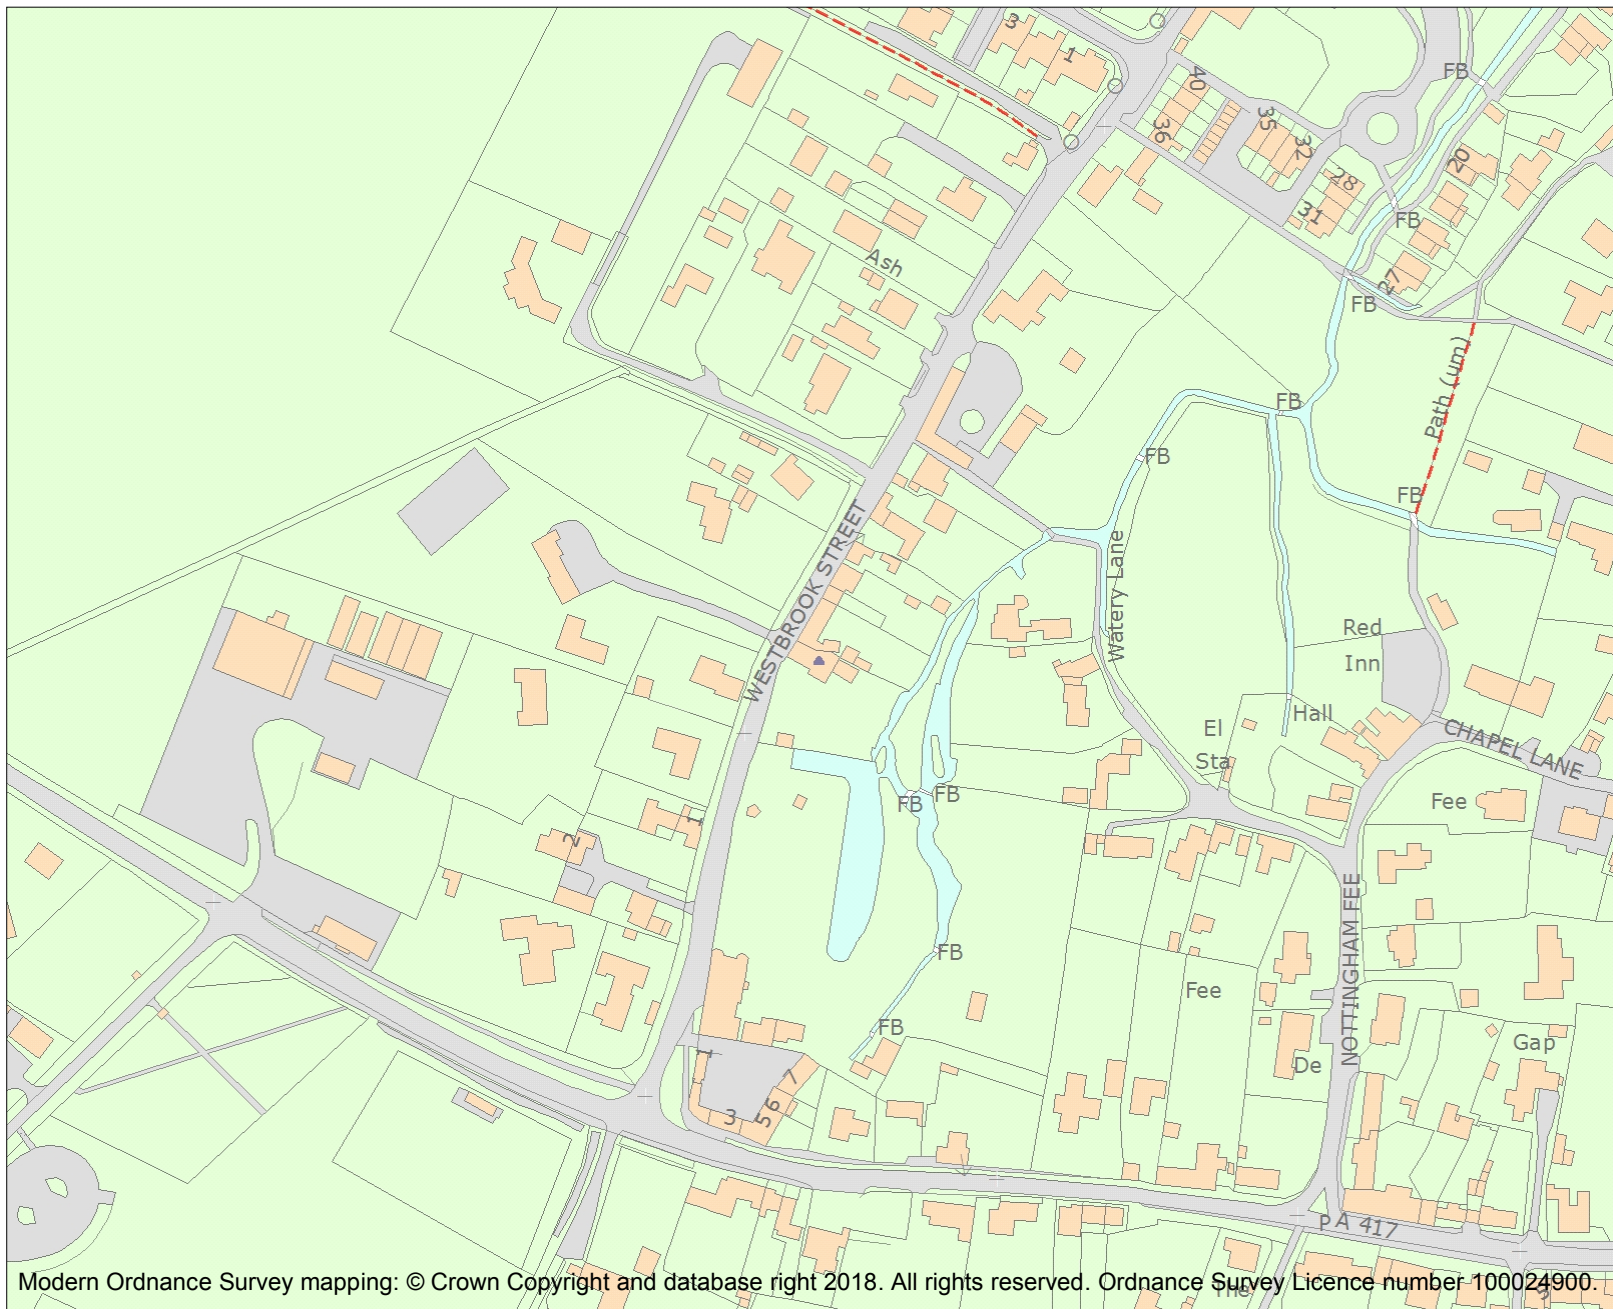 3
1
FB
40
36
35
32
28
31
20
FB
27
FB
Ash
Path (um)
FB
FB
FB
WESTBROOK STREET
Watery Lane
Red
Inn
Hall
El
Sta
CHAPEL LANE
Fee
FB
FB
1
2
NOTTINGHAM FEE
FB
Fee
FB
De
Gap
1
7
6
5
3
P
A 417
The
Modern Ordnance Survey mapping: © Crown Copyright and database right 2018. All rights reserved. Ordnance Survey Licence number 100024900.